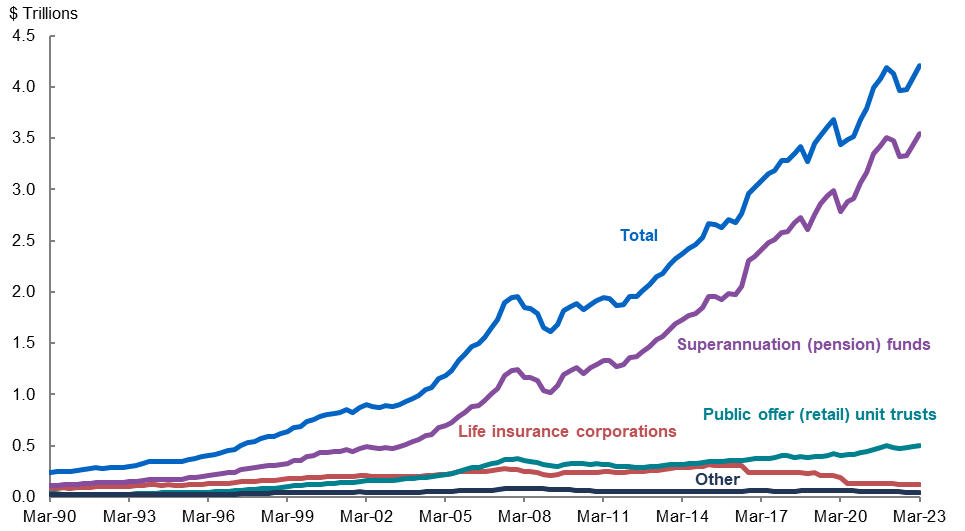 $ Trillions
4.5
4.0
3.5
3.0
2.5
2.0
1.5
1.0
0.5
0.0
Total
Superannuation (pension) funds
Public offer (retail) unit trusts
Life insurance corporations
Other
Mar-90 Mar-93 Mar-96 Mar-99 Mar-02 Mar-05 Mar-08 Mar-11 Mar-14 Mar-17 Mar-20 Mar-23